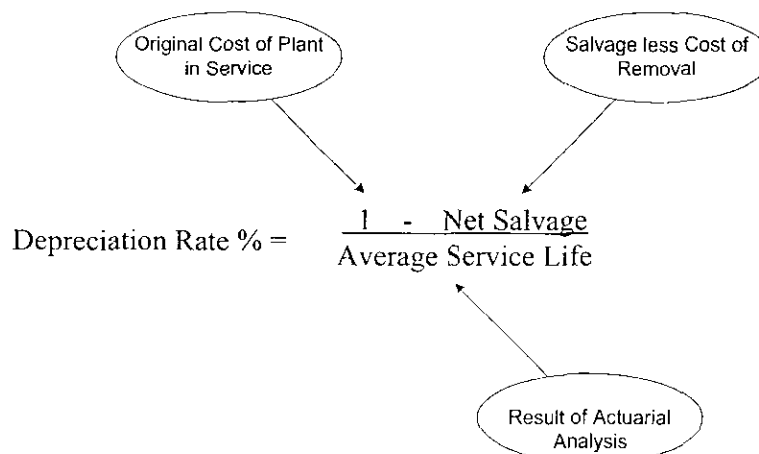 Original Cost of Plant
in Service
Salvage less Cost of
Removal
Depreciation Rate % =
1 - Net Salvage
Average Service Life
Result of Actuarial
Analysis